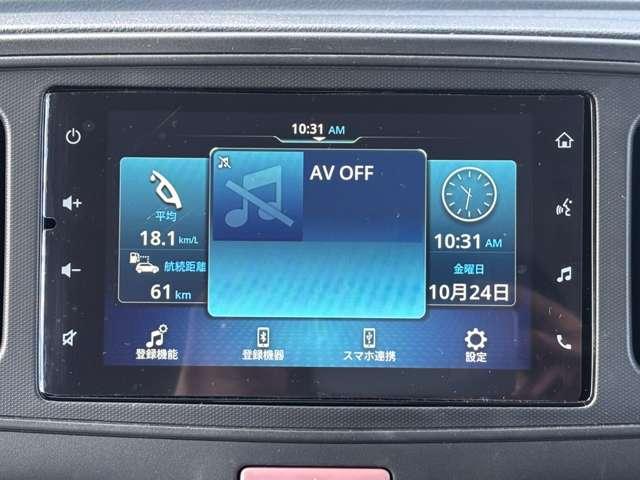 10:31 AM
平均
18.1 km/L
航続距離
61 km
AV OFF
10:31 AM
金曜日
10月24日
登録機能
登録機器
スマホ連携
設定